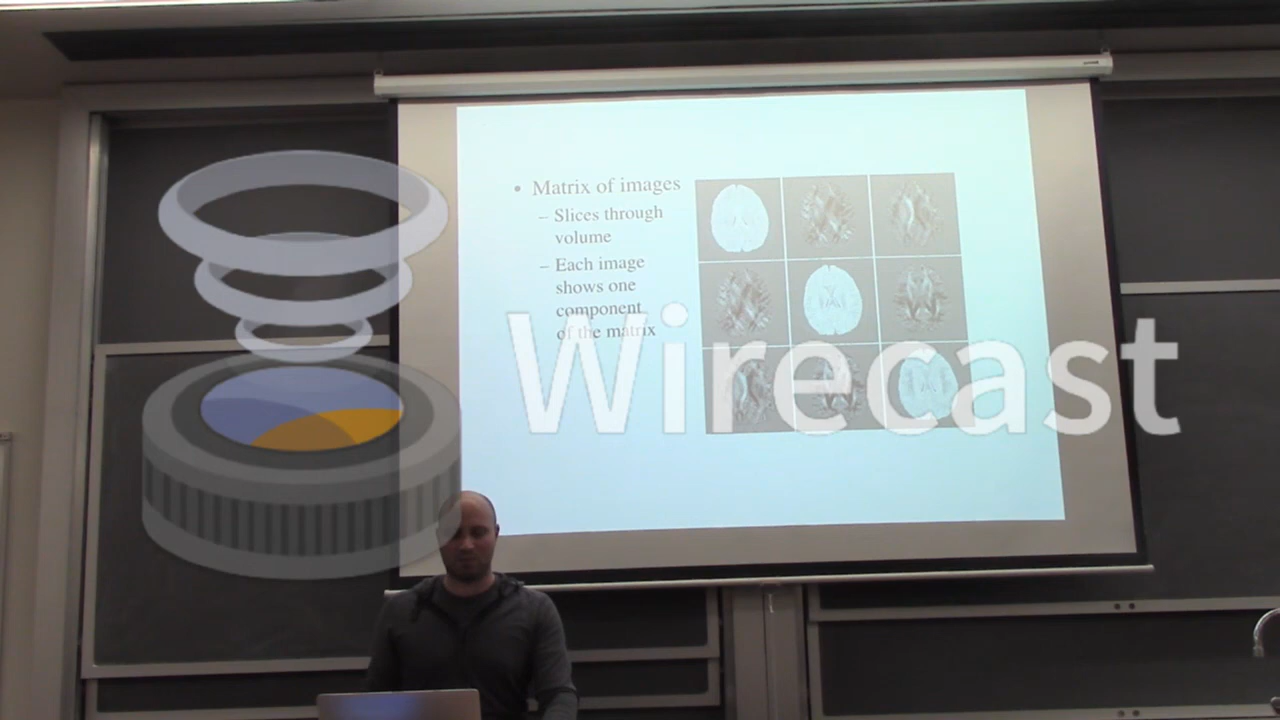 • Matrix of images
– Slices through
volume
– Each image
shows one
component
of the matrix
Wirecast